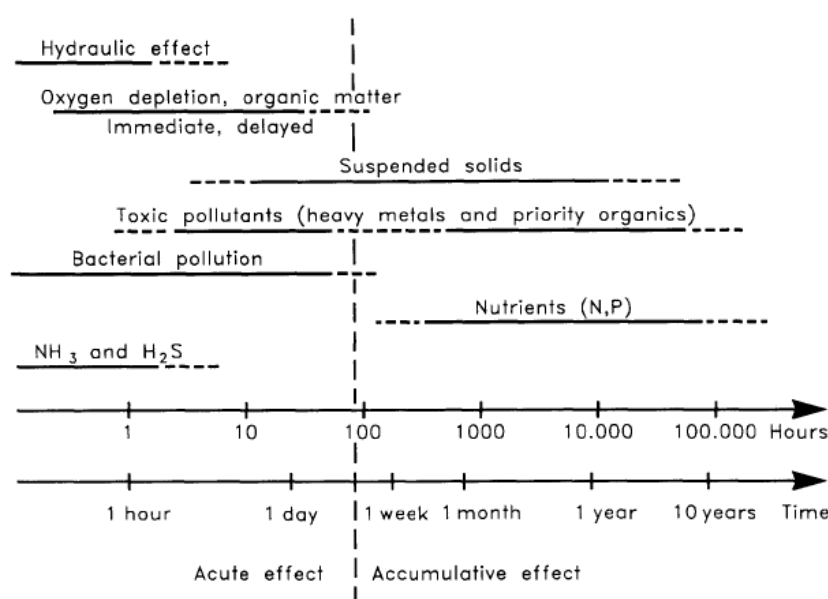 Hydraulic effect
Oxygen depletion, organic matter
Immediate, delayed
Suspended solids
Toxic pollutants (heavy metals and priority organics)
Bacterial pollution
Nutrients (N,P)
NH₃ and H₂S
1 10 100 1000 10.000 100.000 Hours
1 hour 1 day 1 week 1 month 1 year 10 years Time
Acute effect Accumulative effect